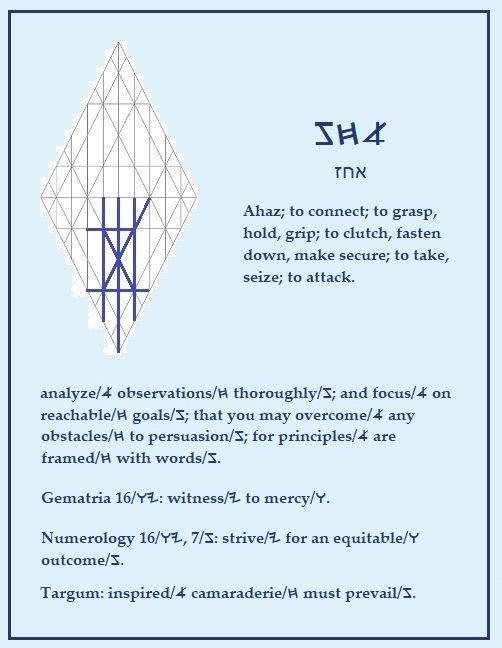 𐤀𐤇𐤆
אחז
Ahaz; to connect; to grasp,
hold, grip; to clutch, fasten
down, make secure; to take,
seize; to attack.
analyze/𐤀 observations/𐤇 thoroughly/𐤆; and focus/𐤀 on
reachable/𐤇 goals/𐤆; that you may overcome/𐤀 any
obstacles/𐤇 to persuasion/𐤆; for principles/𐤀 are
framed/𐤇 with words/𐤆.
Gematria 16/𐤉𐤅: witness/𐤉 to mercy/𐤅.
Numerology 16/𐤉𐤅, 7/𐤆: strive/𐤉 for an equitable/𐤅
outcome/𐤆.
Targum: inspired/𐤀 camaraderie/𐤇 must prevail/𐤆.